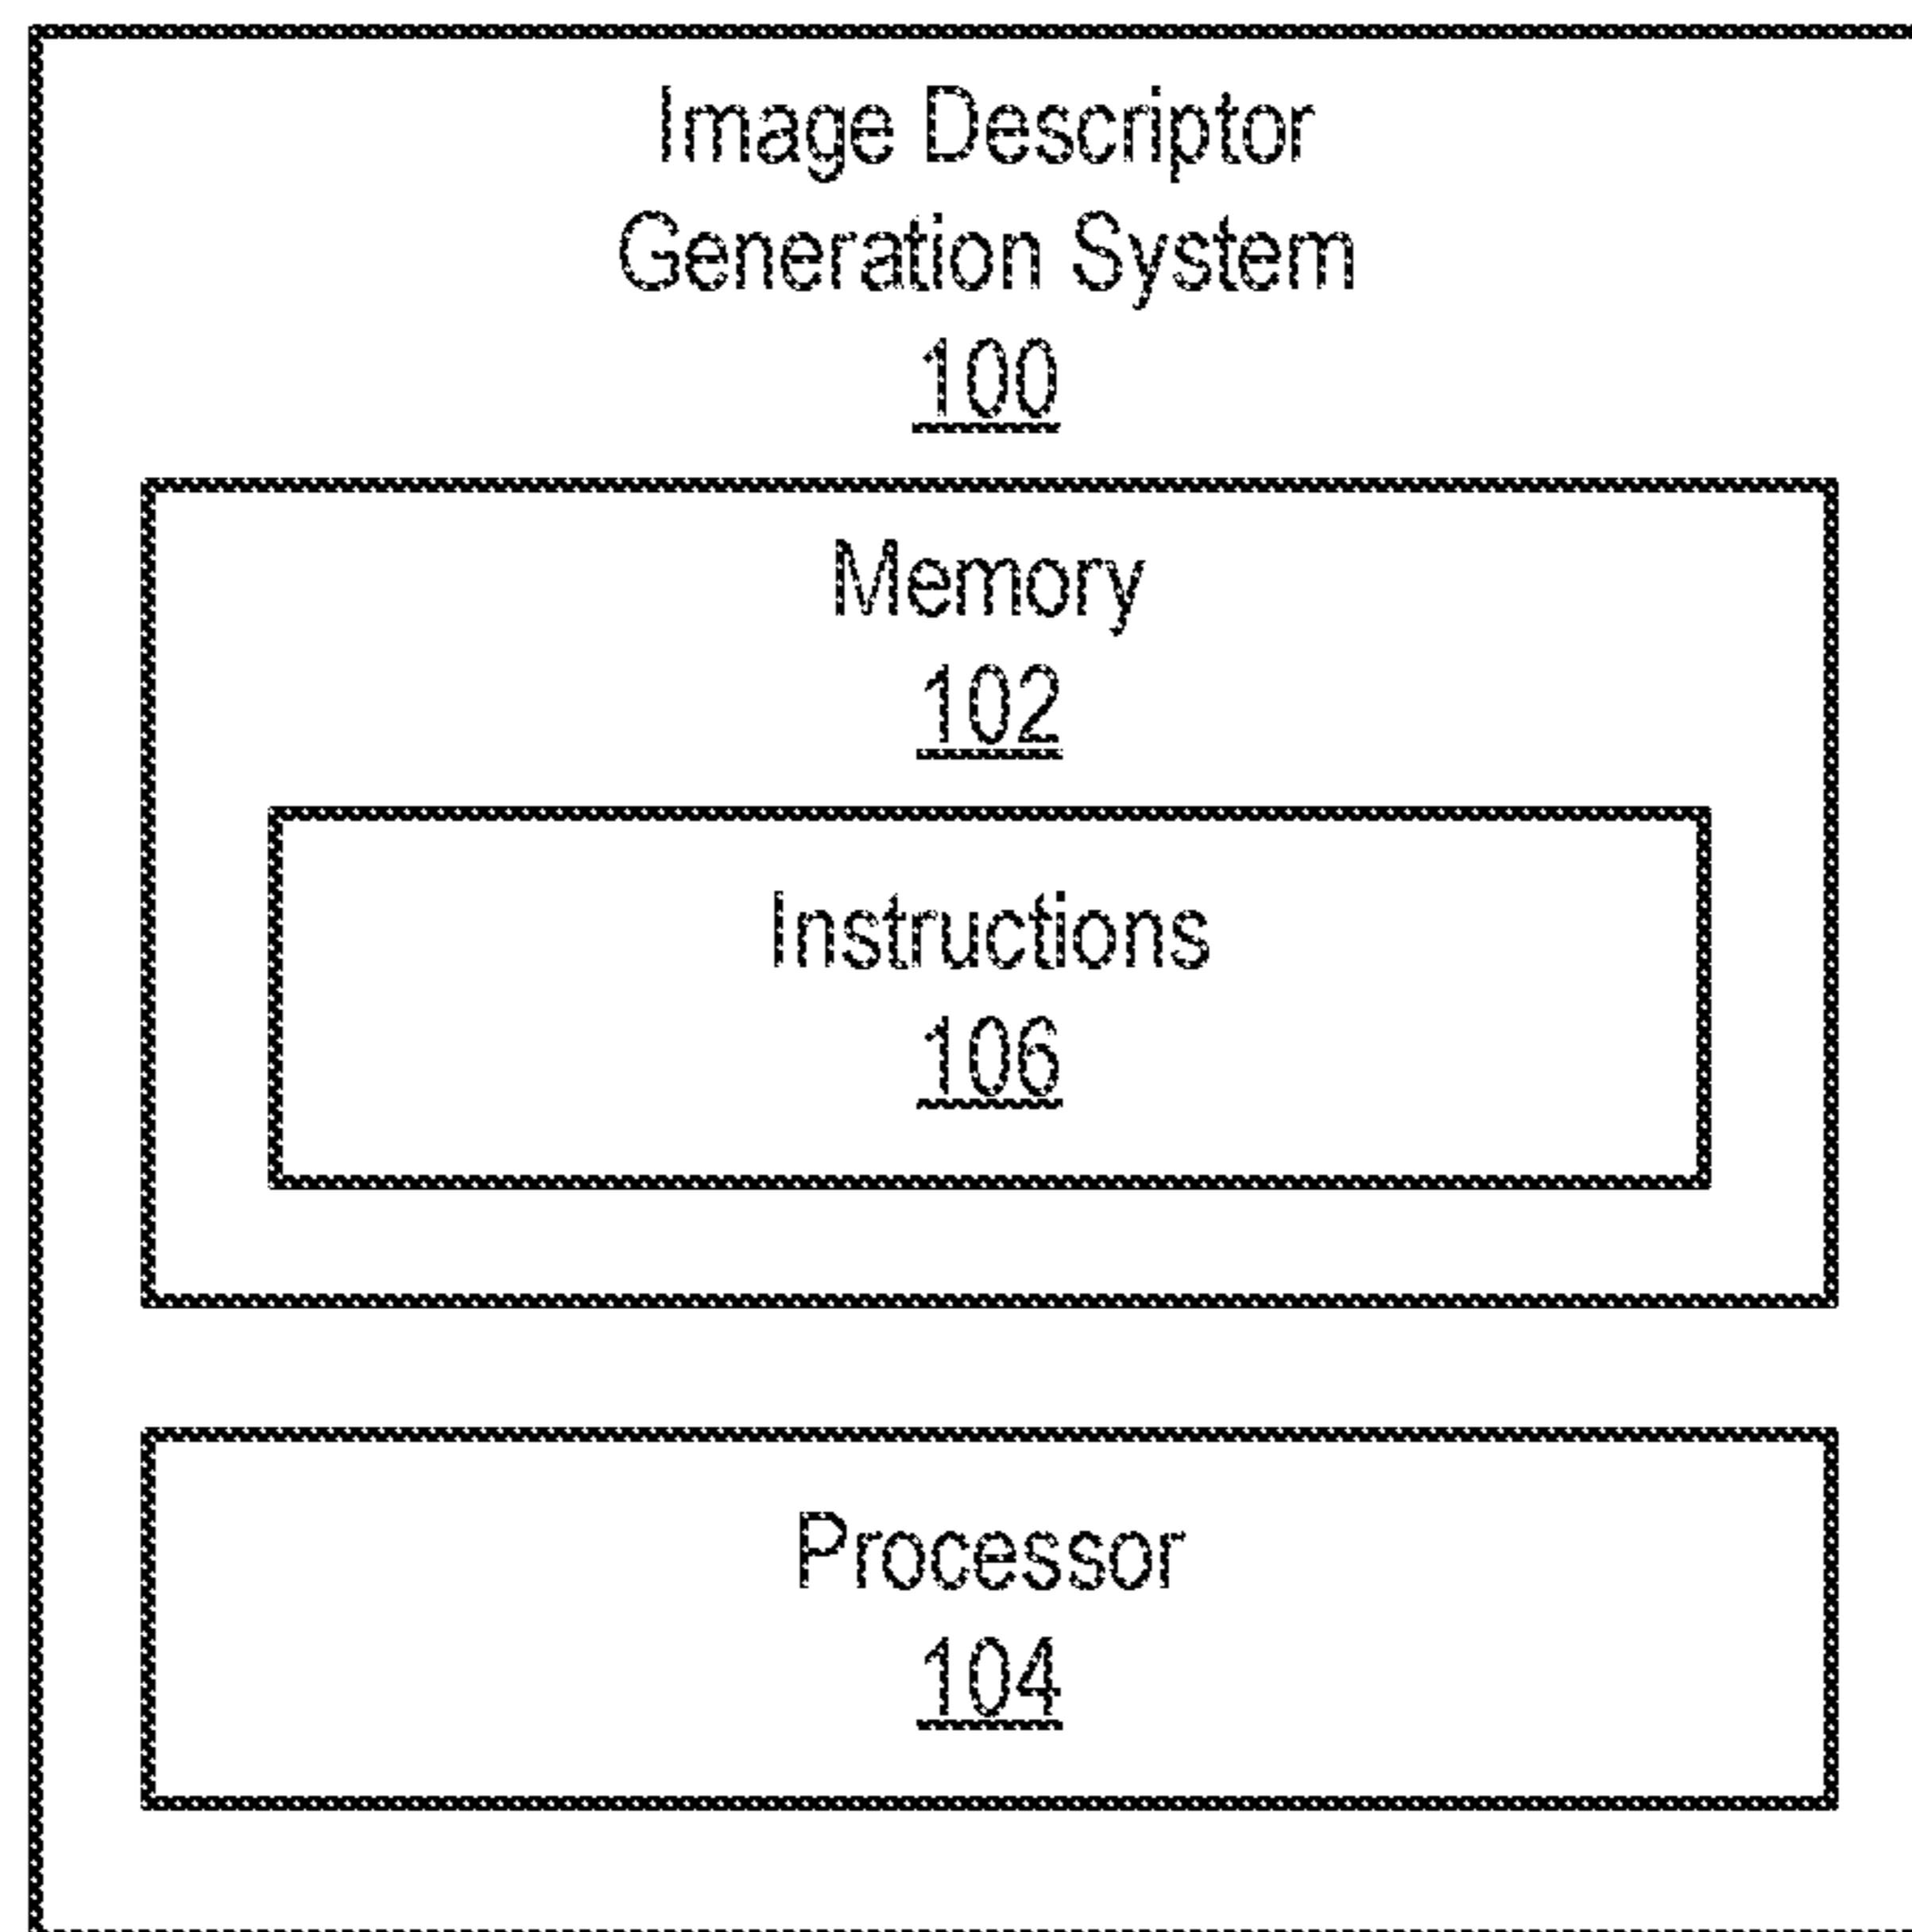 Image Descriptor
Generation System
100
Memory
102
Instructions
106
Processor
104